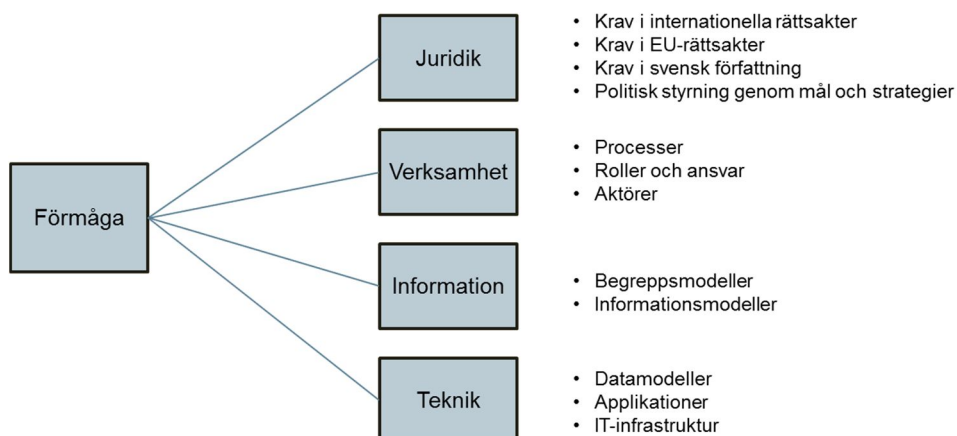 Förmåga
Juridik
• Krav i internationella rättsakter
• Krav i EU-rättsakter
• Krav i svensk författning
• Politisk styrning genom mål och strategier
Verksamhet
• Processer
• Roller och ansvar
• Aktörer
Information
• Begreppsmodeller
• Informationsmodeller
Teknik
• Datamodeller
• Applikationer
• IT-infrastruktur